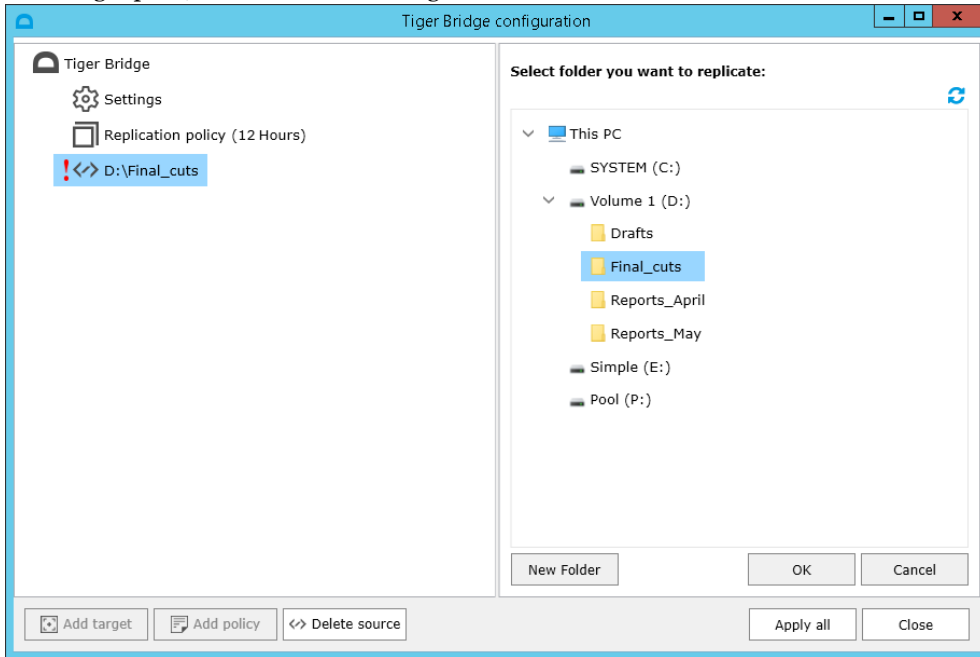 Tiger Bridge configuration
Tiger Bridge
Settings
Replication policy (12 Hours)
! D:\Final_cuts
Select folder you want to replicate:
This PC
SYSTEM (C:)
Volume 1 (D:)
Drafts
Final_cuts
Reports_April
Reports_May
Simple (E:)
Pool (P:)
New Folder
OK
Cancel
Add target
Add policy
Delete source
Apply all
Close